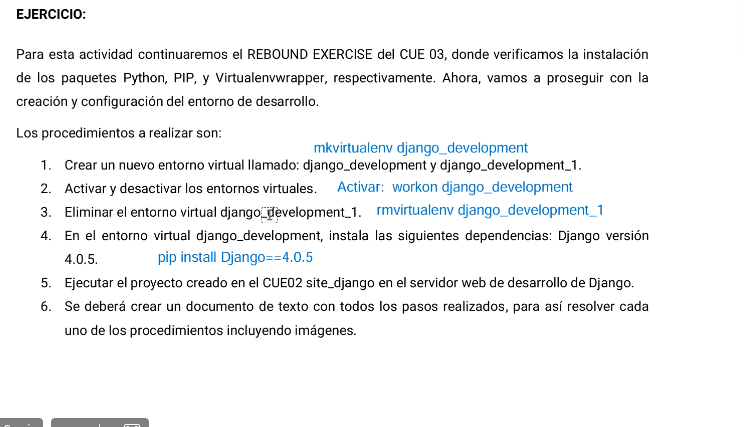 EJERCICIO:
Para esta actividad continuaremos el REBOUND EXERCISE del CUE 03, donde verificamos la instalación
de los paquetes Python, PIP, y Virtualenvwrapper, respectivamente. Ahora, vamos a proseguir con la
creación y configuración del entorno de desarrollo.
Los procedimientos a realizar son:
mkvirtualenv django_development
1. Crear un nuevo entorno virtual llamado: django_development y django_development_1.
2. Activar y desactivar los entornos virtuales. Activar: workon django_development
3. Eliminar el entorno virtual django_development_1. rmvirtualenv django_development_1
4. En el entorno virtual django_development, instala las siguientes dependencias: Django versión
4.0.5. pip install Django==4.0.5
5. Ejecutar el proyecto creado en el CUE02 site_django en el servidor web de desarrollo de Django.
6. Se deberá crear un documento de texto con todos los pasos realizados, para así resolver cada
uno de los procedimientos incluyendo imágenes.